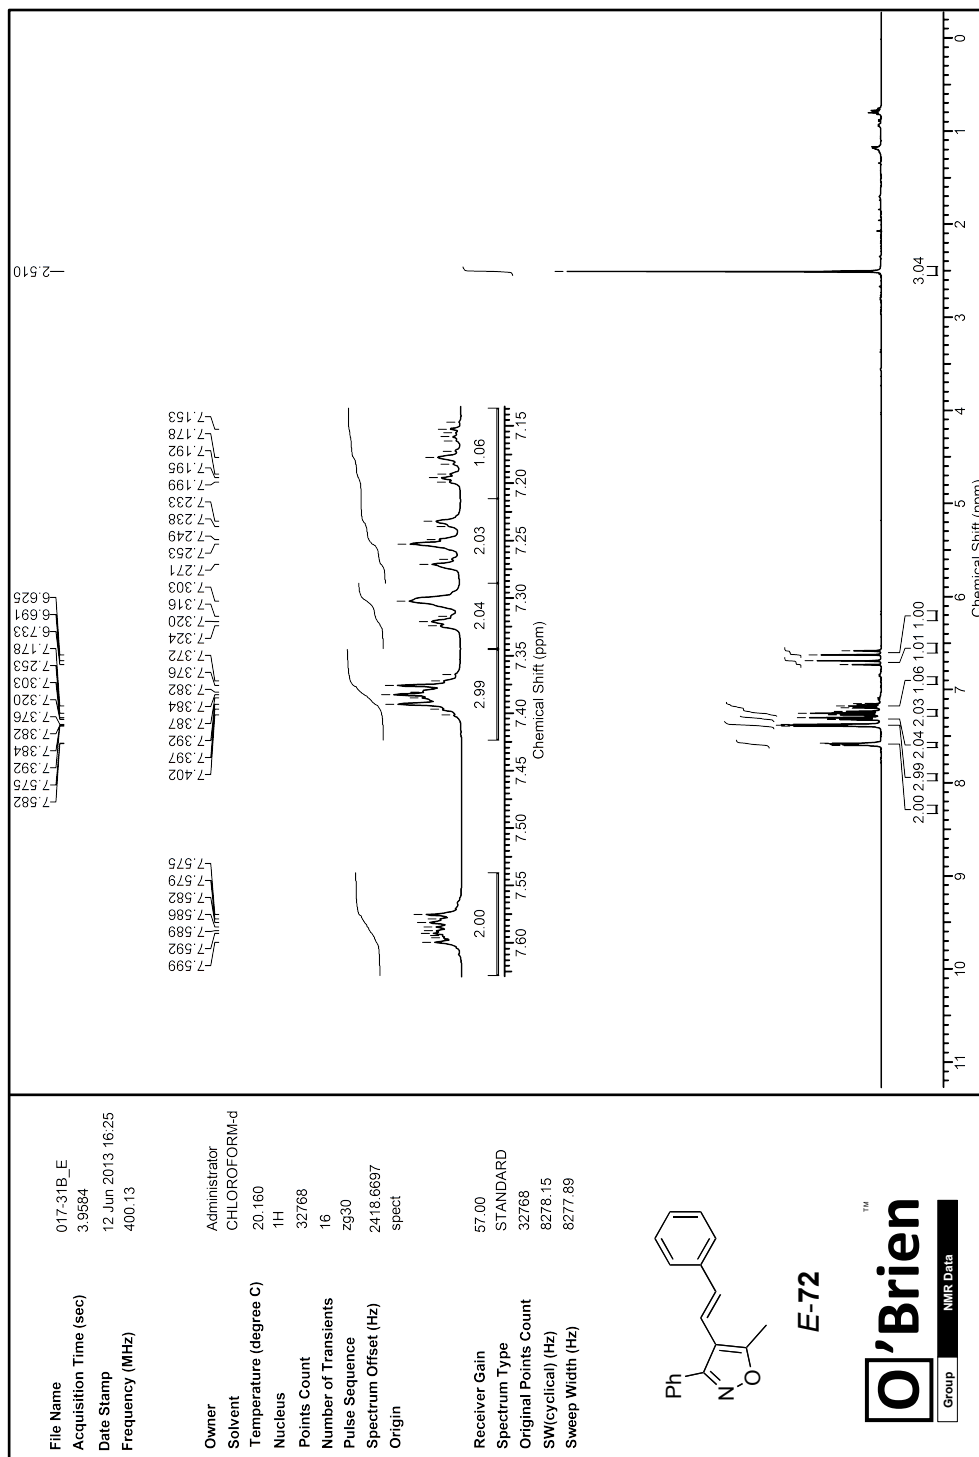 File Name 017-31B_E
Acquisition Time (sec) 3.9584
Date Stamp 12 Jun 2013 16:25
Frequency (MHz) 400.13
Owner Administrator
Solvent CHLOROFORM-d
Temperature (degree C) 20.160
Nucleus 1H
Points Count 32768
Number of Transients 16
Pulse Sequence zg30
Spectrum Offset (Hz) 2418.6697
Origin spect
Receiver Gain 57.00
Spectrum Type STANDARD
Original Points Count 32768
SW(cyclical) (Hz) 8278.15
Sweep Width (Hz) 8277.89
Ph
N
O
E-72
O'Brien
TM
Group
NMR Data
7.582
7.575
7.392
7.384
7.382
7.376
7.320
7.303
7.253
7.178
6.733
6.691
6.625
2.510
7.599
7.592
7.589
7.586
7.582
7.579
7.575
7.402
7.397
7.392
7.387
7.384
7.382
7.376
7.372
7.324
7.320
7.316
7.303
7.271
7.253
7.249
7.238
7.233
7.199
7.195
7.192
7.178
7.153
2.00 2.99 2.04 2.03 1.06
7.60 7.55 7.50 7.45 7.40 7.35 7.30 7.25 7.20 7.15
Chemical Shift (ppm)
2.00 2.99 2.04 2.03 1.06 1.01 1.00 3.04
11 10 9 8 7 6 5 4 3 2 1 0
Chemical Shift (ppm)